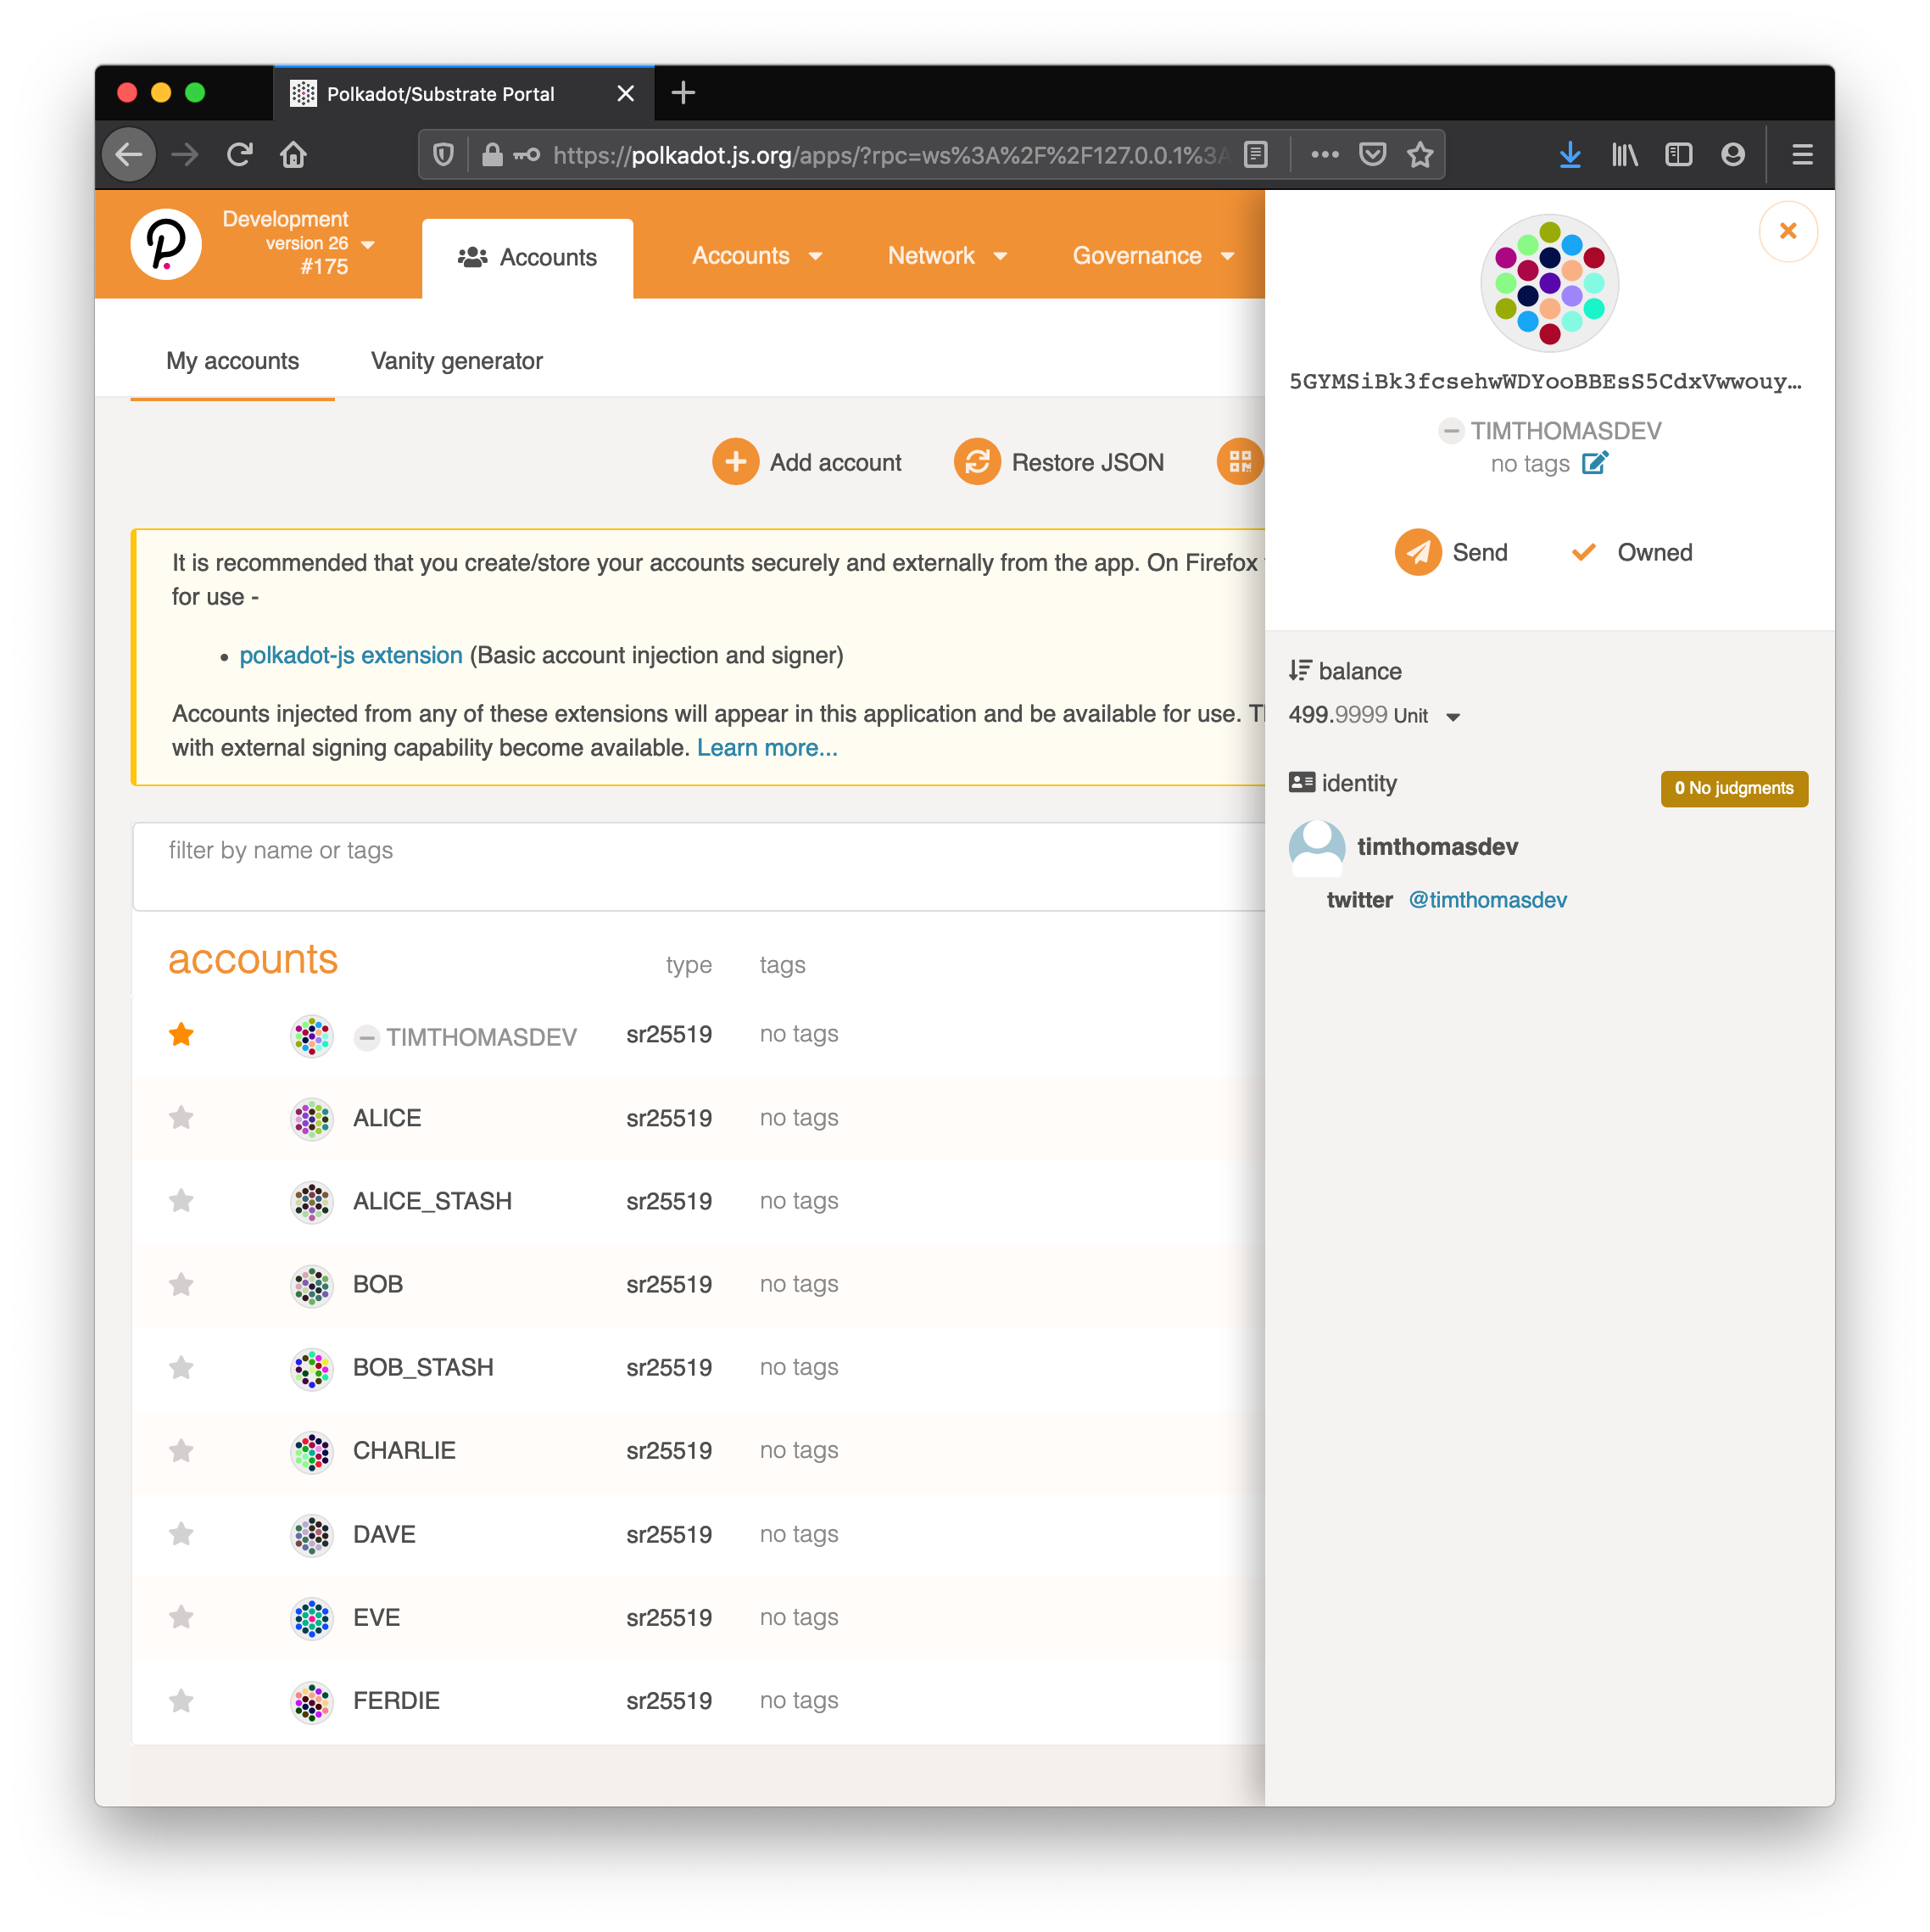 Polkadot/Substrate Portal
https://polkadot.js.org/apps/?rpc=ws%3A%2F%2F127.0.0.1%3A
Development
version 26
#175
Accounts
Accounts
Network
Governance
My accounts
Vanity generator
Add account
Restore JSON
It is recommended that you create/store your accounts securely and externally from the app. On Firefox
for use -
• polkadot-js extension (Basic account injection and signer)
Accounts injected from any of these extensions will appear in this application and be available for use.
with external signing capability become available. Learn more...
filter by name or tags
accounts type tags
TIMTHOMASDEV sr25519 no tags
ALICE sr25519 no tags
ALICE_STASH sr25519 no tags
BOB sr25519 no tags
BOB_STASH sr25519 no tags
CHARLIE sr25519 no tags
DAVE sr25519 no tags
EVE sr25519 no tags
FERDIE sr25519 no tags
5GYMSiBk3fcsehwWDYooBBEsS5CdxVwwouy…
TIMTHOMASDEV
no tags
Send
Owned
balance
499.9999 Unit
identity
0 No judgments
timthomasdev
twitter @timthomasdev